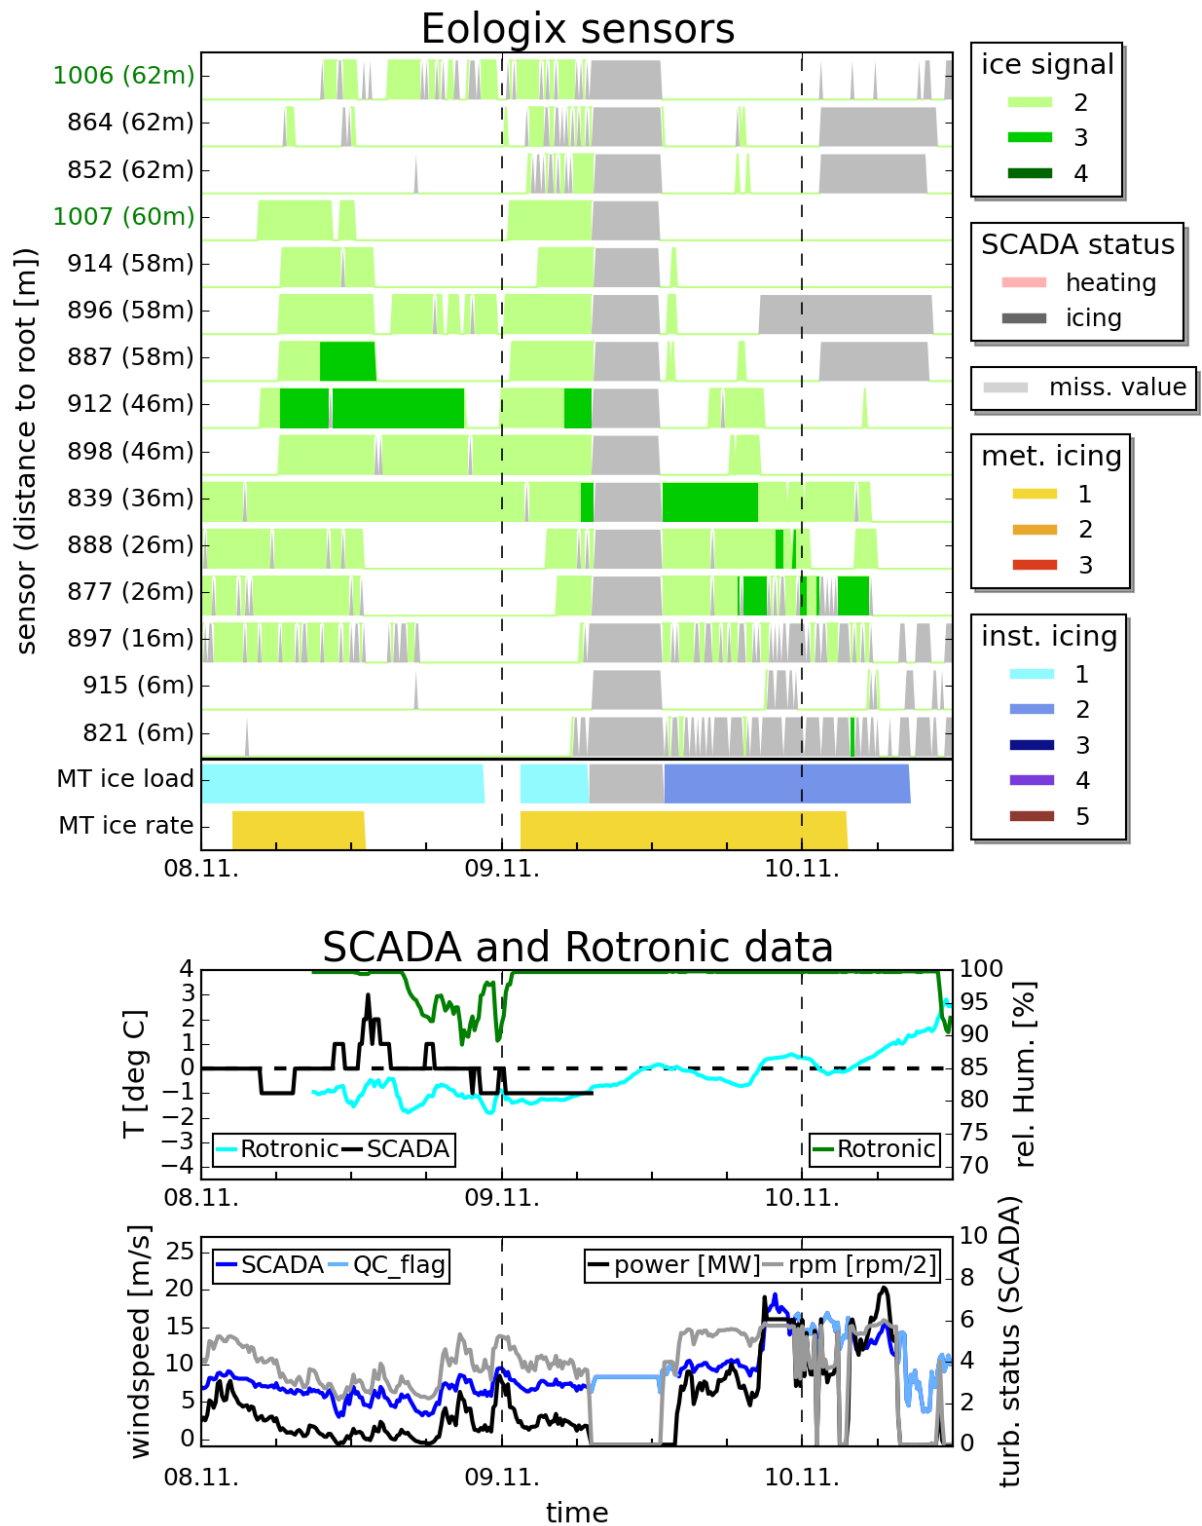 Eologix sensors
sensor (distance to root [m])
1006 (62m)
864 (62m)
852 (62m)
1007 (60m)
914 (58m)
896 (58m)
887 (58m)
912 (46m)
898 (46m)
839 (36m)
888 (26m)
877 (26m)
897 (16m)
915 (6m)
821 (6m)
MT ice load
MT ice rate
08.11. 09.11. 10.11.
ice signal
2
3
4
SCADA status
heating
icing
miss. value
met. icing
1
2
3
inst. icing
1
2
3
4
5
SCADA and Rotronic data
T [deg C]
4
3
2
1
0
−1
−2
−3
−4
Rotronic SCADA
Rotronic
100
95
90
85
80
75
70
rel. Hum. [%]
08.11. 09.11. 10.11.
windspeed [m/s]
25
20
15
10
5
0
SCADA QC_flag
power [MW] rpm [rpm/2]
10
8
6
4
2
0
turb. status (SCADA)
08.11. 09.11. 10.11.
time